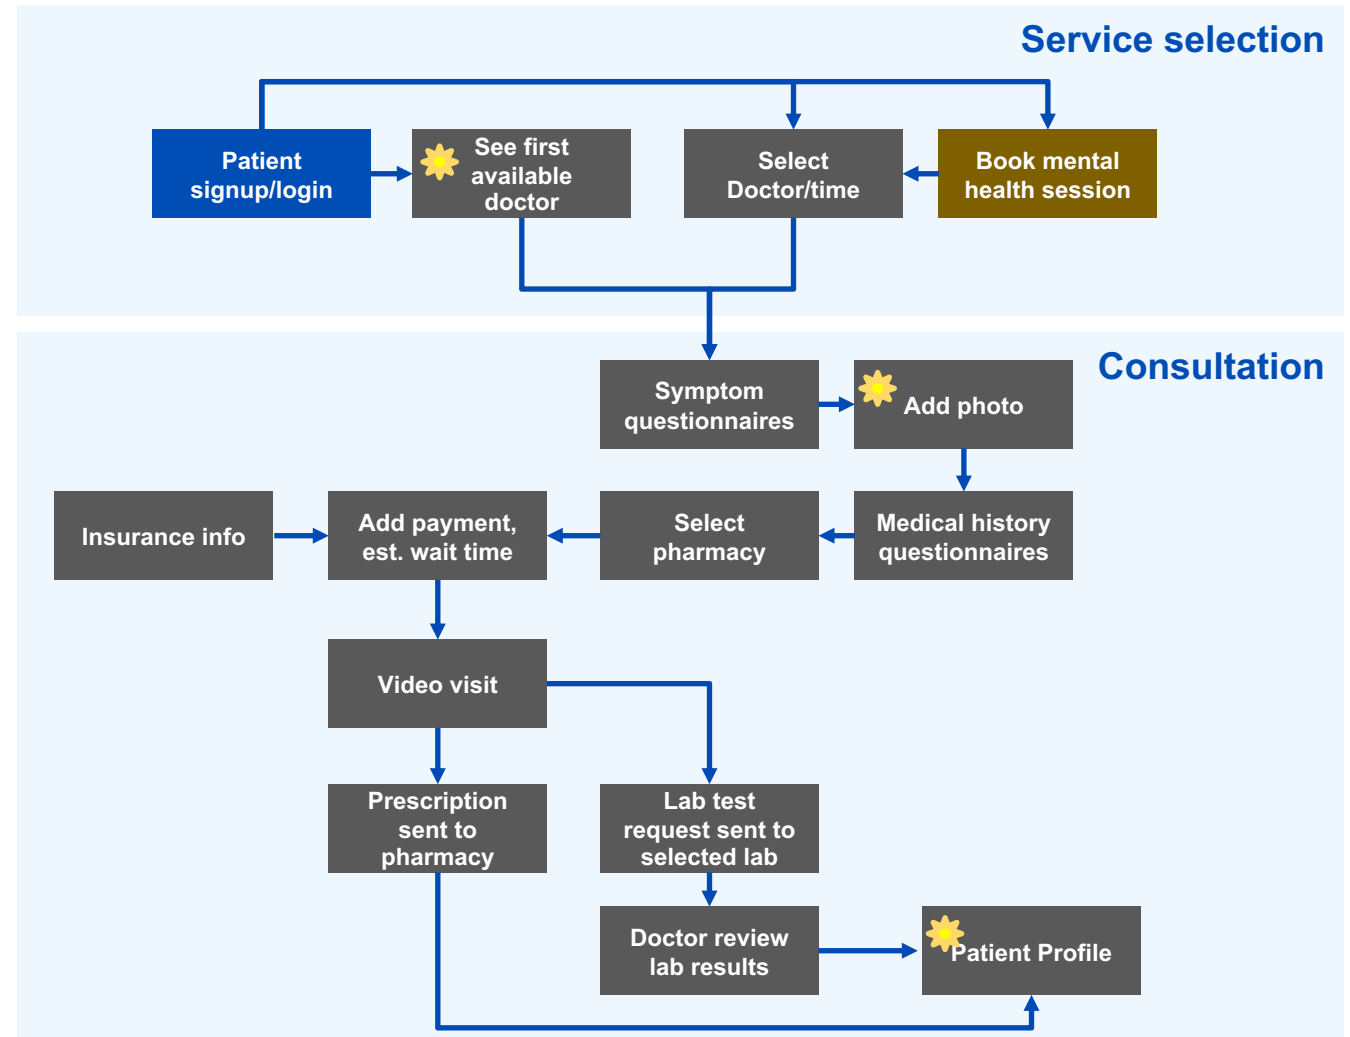 Service selection
Patient
signup/login
See first
available
doctor
Select
Doctor/time
Book mental
health session
Consultation
Symptom
questionnaires
Add photo
Insurance info
Add payment,
est. wait time
Select
pharmacy
Medical history
questionnaires
Video visit
Prescription
sent to
pharmacy
Lab test
request sent to
selected lab
Doctor review
lab results
Patient Profile